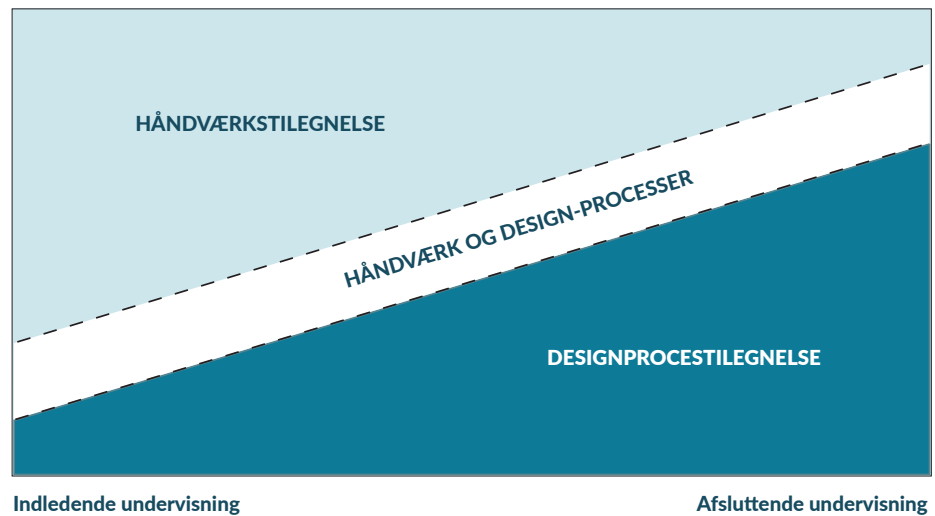 HÅNDVÆRKSTILEGNELSE
HÅNDVÆRK OG DESIGN-PROCESSER
DESIGNPROCESTILEGNELSE
Indledende undervisning
Afsluttende undervisning